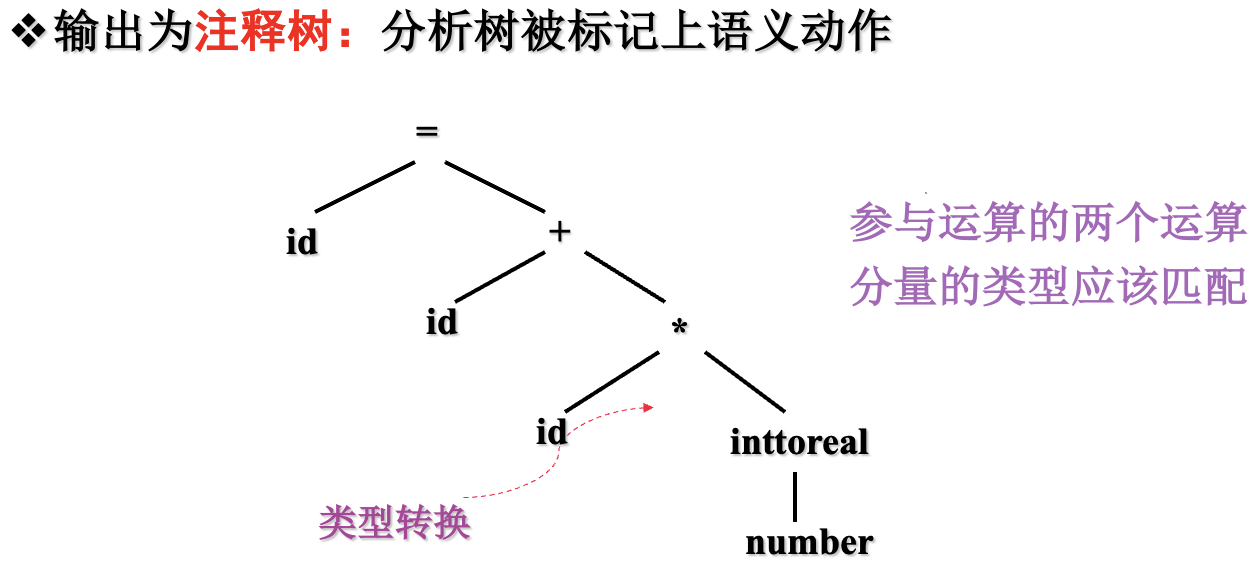 ❖输出为注释树：分析树被标记上语义动作
=
id
+
参与运算的两个运算
分量的类型应该匹配
id
*
id
inttoreal
类型转换
number